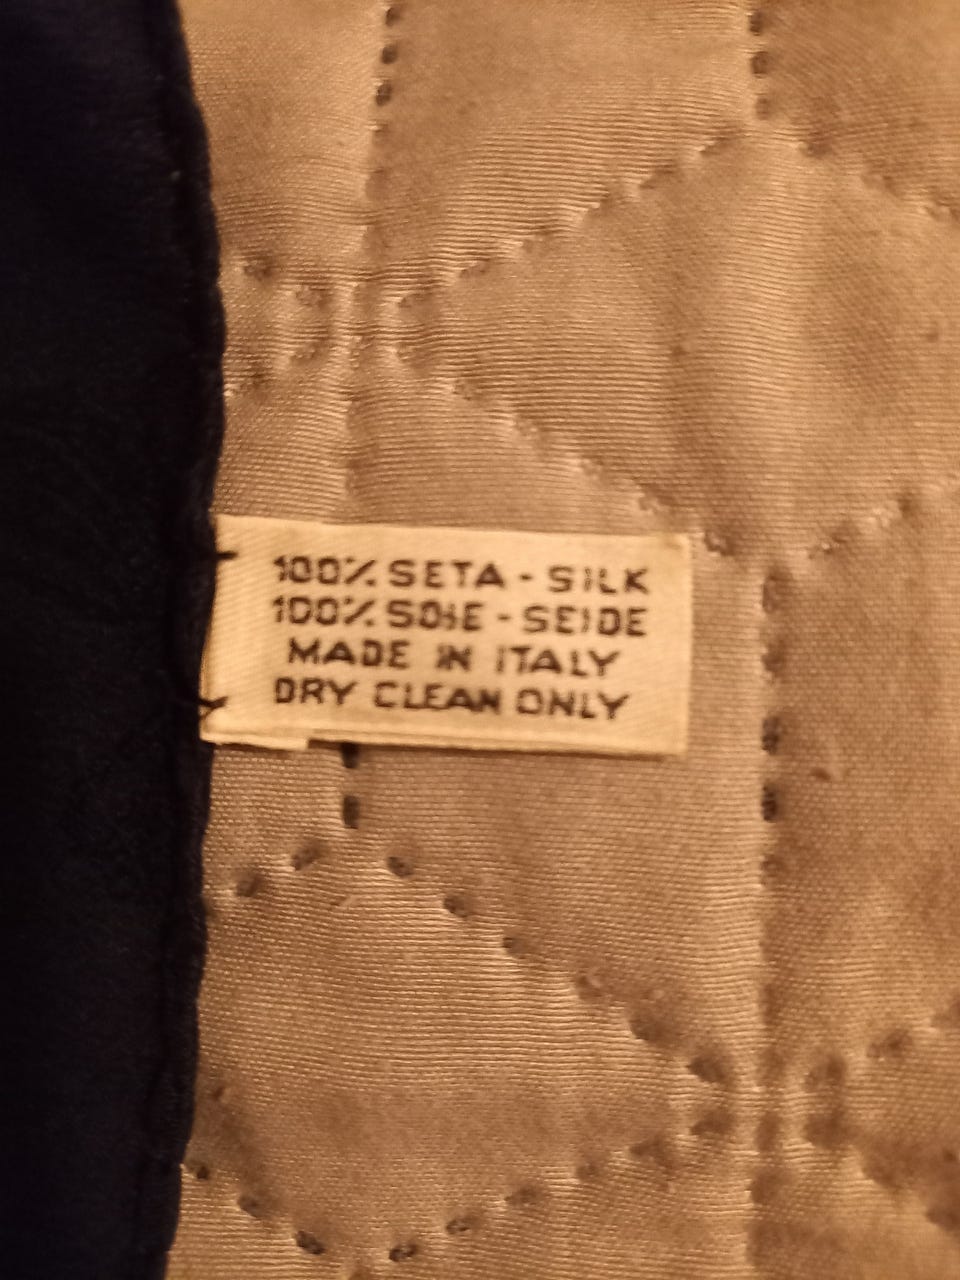 100% SETA - SILK
100% SOIE - SEIDE
MADE IN ITALY
DRY CLEAN ONLY